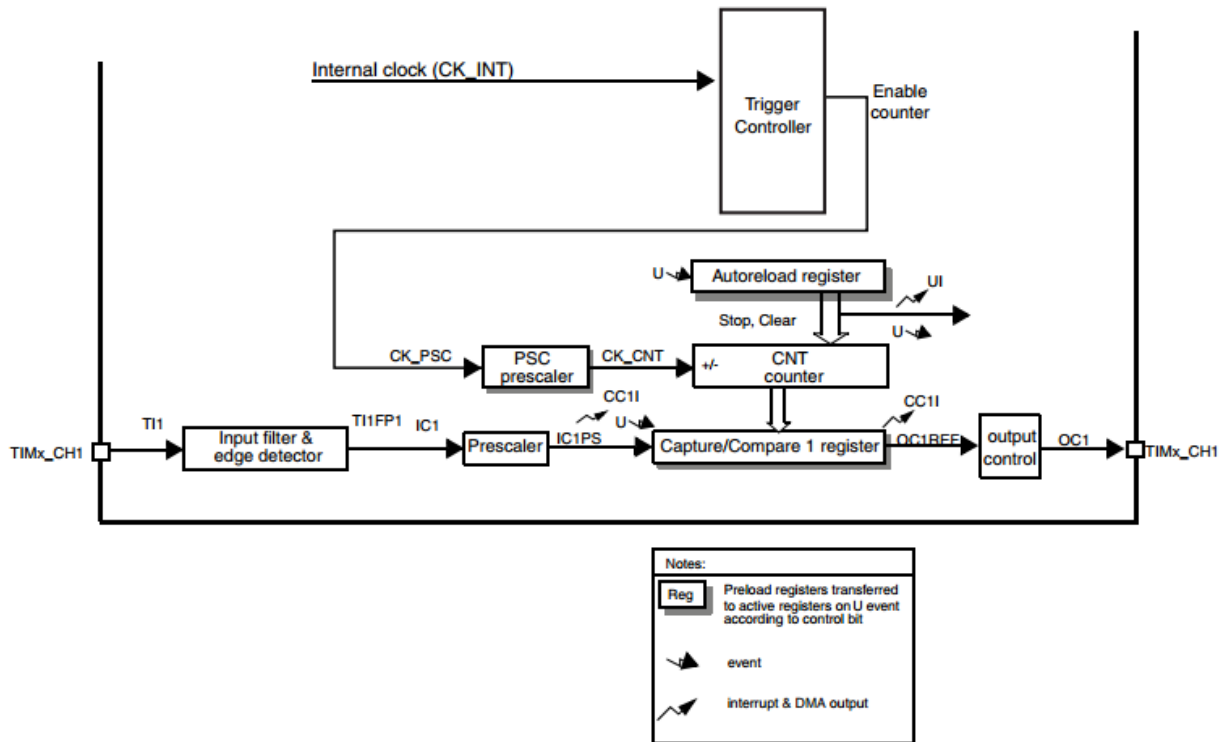 Internal clock (CK_INT)
Trigger
Controller
Enable
counter
U
Autoreload register
UI
Stop, Clear
U
CK_PSC
PSC
prescaler
CK_CNT
+/-
CNT
counter
TIMx_CH1
TI1
Input filter &
edge detector
TI1FP1
IC1
Prescaler
CC1I
IC1PS
U
Capture/Compare 1 register
CC1I
OC1REF
output
control
OC1
TIMx_CH1
Notes:
Reg
Preload registers transferred
to active registers on U event
according to control bit
event
interrupt & DMA output